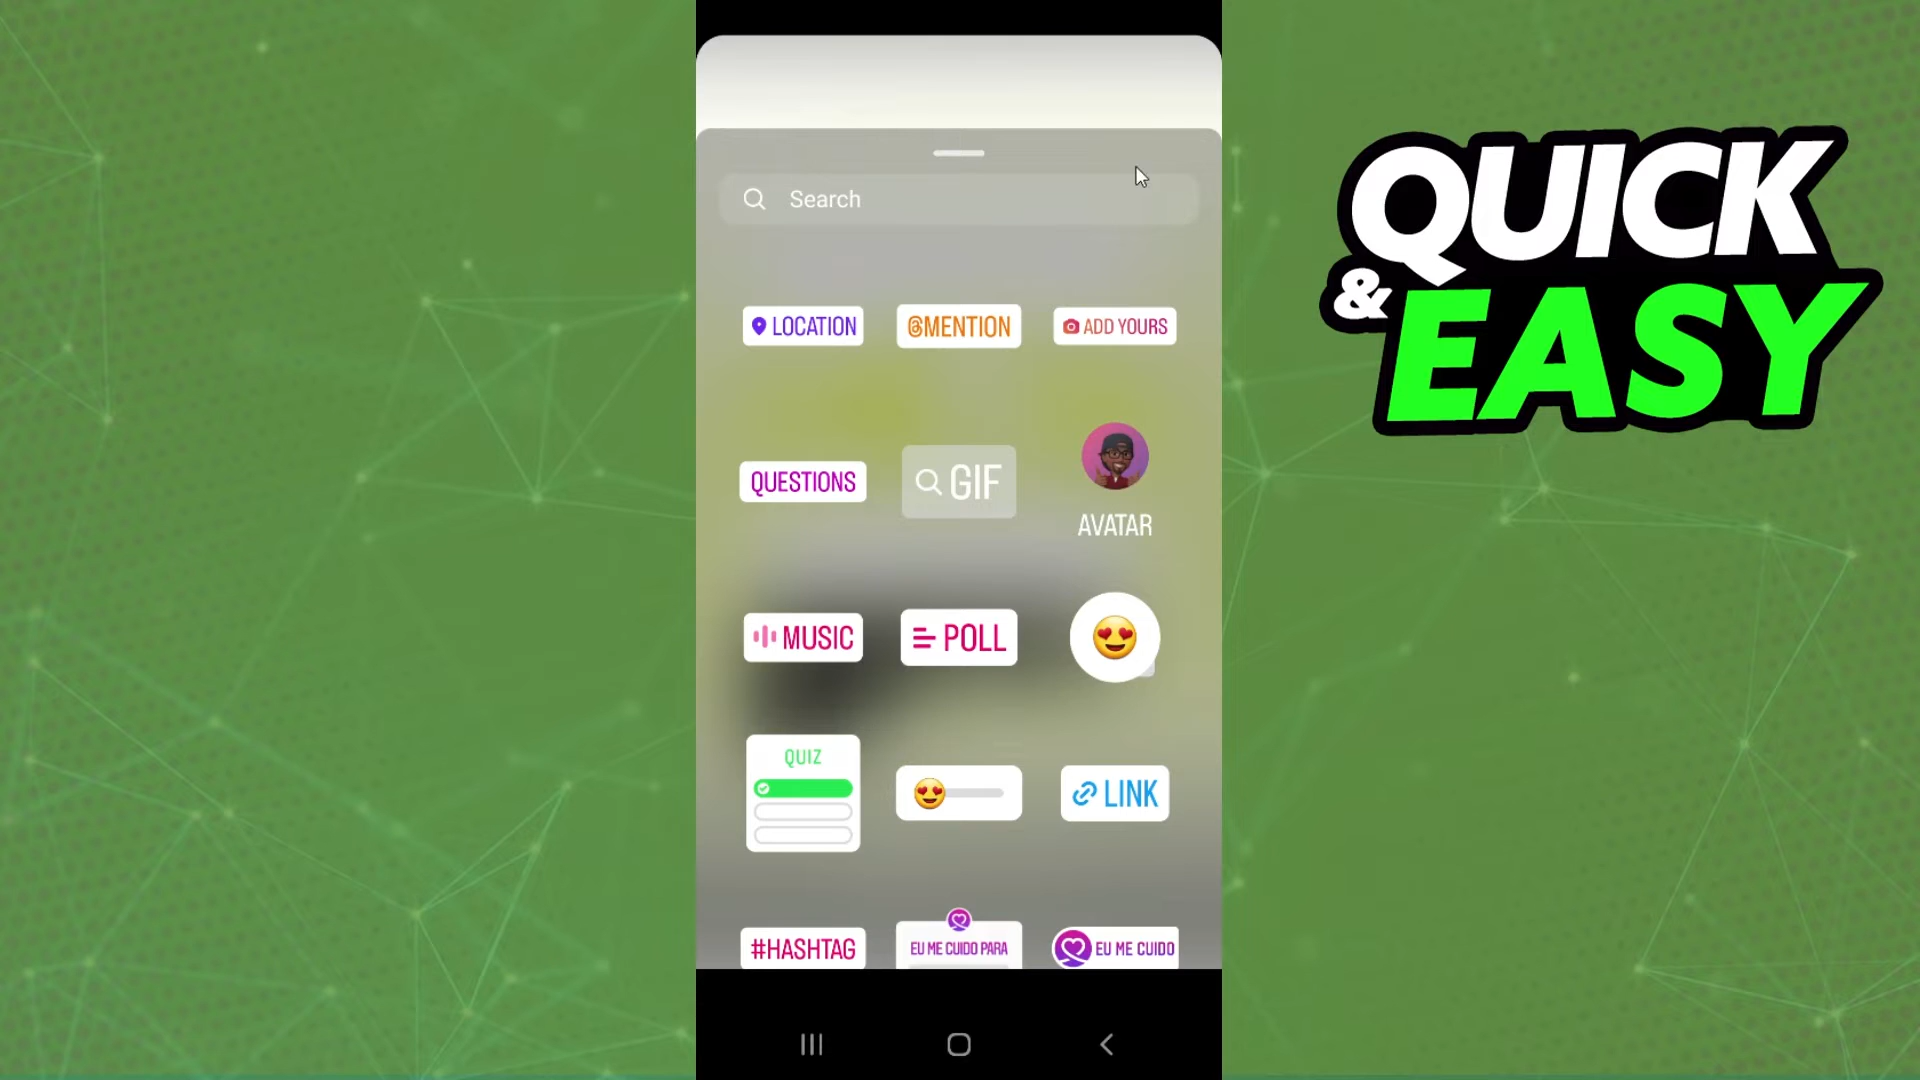 QUICK
&
EASY
Search
LOCATION
@MENTION
ADD YOURS
QUESTIONS
GIF
AVATAR
MUSIC
POLL
QUIZ
LINK
#HASHTAG
EU ME CUIDO PARA
EU ME CUIDO